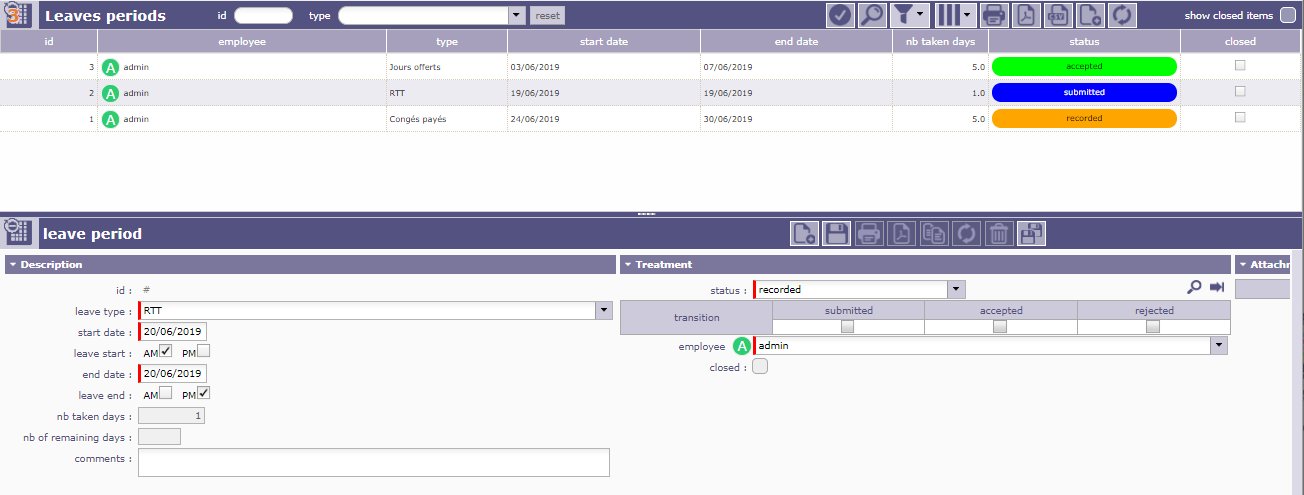 3 Leaves periods id type reset show closed items
id employee type start date end date nb taken days status closed
3 A admin Jours offerts 03/06/2019 07/06/2019 5.0 accepted
2 A admin RTT 19/06/2019 19/06/2019 1.0 submitted
1 A admin Congés payés 24/06/2019 30/06/2019 5.0 recorded
leave period
Description
id : #
leave type : RTT
start date : 20/06/2019
leave start : AM PM
end date : 20/06/2019
leave end : AM PM
nb taken days : 1
nb of remaining days :
comments :
Treatment
status : recorded
transition submitted accepted rejected
employee A admin
closed :
Attachm